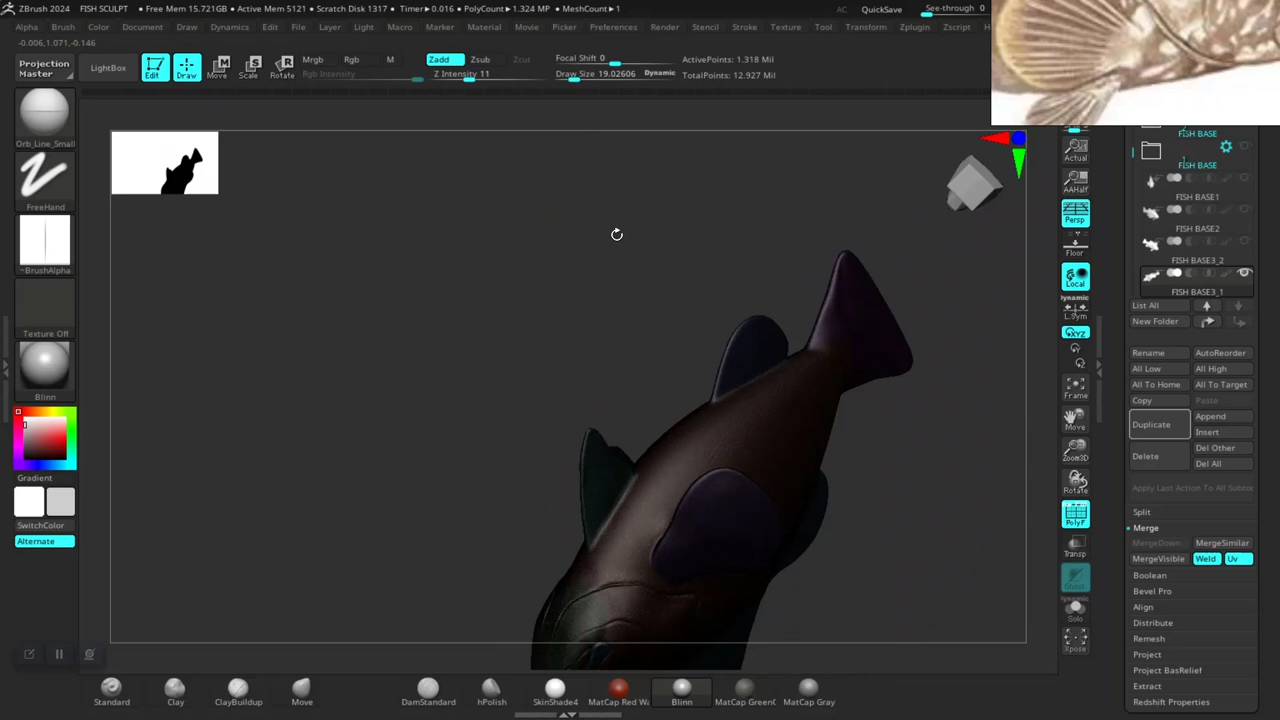 ZBrush 2024 FISH SCULPT • Free Mem 15.721GB • Active Mem 5121 • Scratch Disk 1317 • Timer▸0.016 • PolyCount▸1.324 MP • MeshCount▸1 AC QuickSave See-through 0
Alpha Brush Color Document Draw Dynamics Edit File Layer Light Macro Marker Material Movie Picker Preferences Render Stencil Stroke Texture Tool Transform Zplugin Zscript
-0.006,1.071,-0.146
Projection
Master
LightBox
Edit
Draw
Move
Scale
Rotate
Mrgb Rgb M
Rgb Intensity
Zadd Zsub Zcut
Z Intensity 11
Focal Shift 0
Draw Size 19.02606 Dynamic
ActivePoints: 1.318 Mil
TotalPoints: 12.927 Mil
Orb_Line_Small
FreeHand
~BrushAlpha
Texture Off
Blinn
Gradient
SwitchColor
Alternate
Actual
AAHalf
Persp
Floor
Local
Dynamic
L.Sym
XYZ
Frame
Move
Zoom3D
Rotate
PolyF
Transp
Ghost
Dynamic
Solo
Xpose
FISH BASE
FISH BASE
FISH BASE1
FISH BASE2
FISH BASE3_2
FISH BASE3_1
List All
New Folder
Rename AutoReorder
All Low All High
All To Home All To Target
Copy Paste
Duplicate Append
Insert
Delete Del Other
Del All
Apply Last Action To All Subtoo
Split
Merge
MergeDown MergeSimilar
MergeVisible Weld Uv
Boolean
Bevel Pro
Align
Distribute
Remesh
Project
Project BasRelief
Extract
Redshift Properties
Standard Clay ClayBuildup Move DamStandard hPolish SkinShade4 MatCap Red Wa Blinn MatCap GreenC MatCap Gray